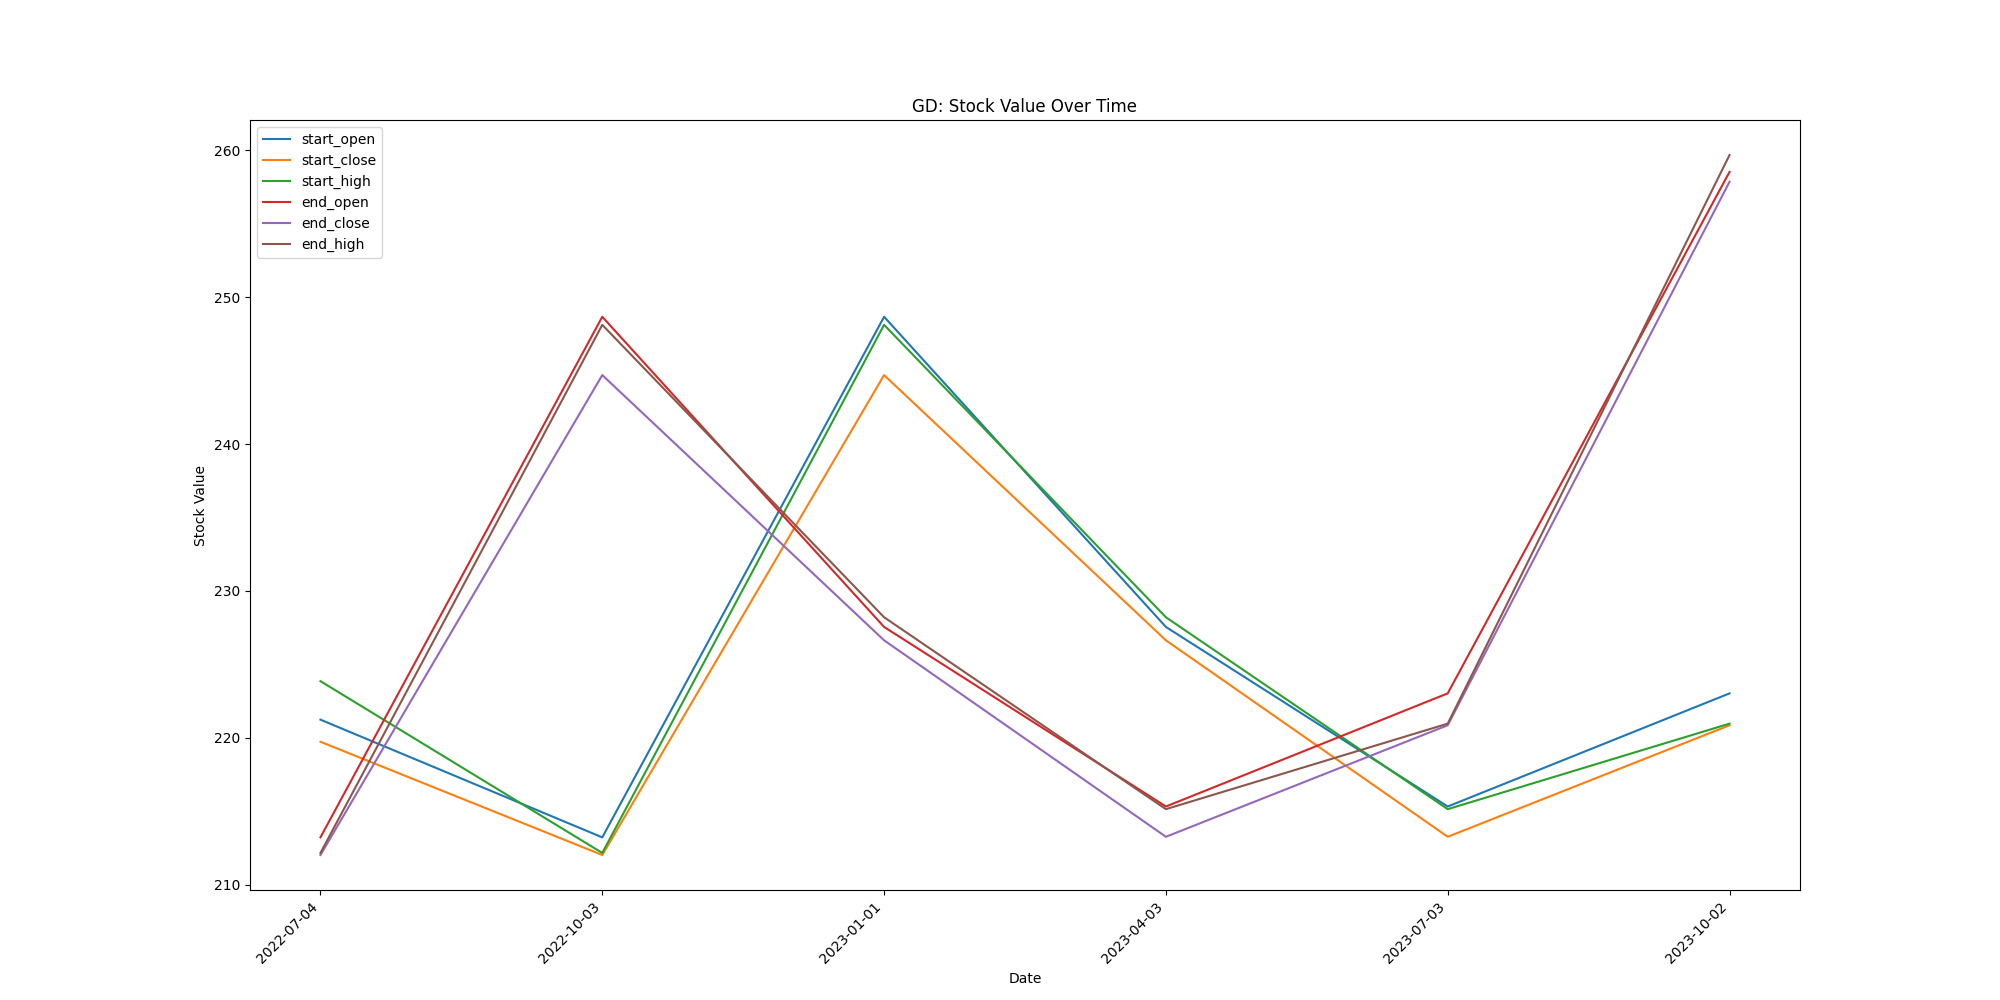 GD: Stock Value Over Time
start_open
start_close
start_high
end_open
end_close
end_high
260
250
240
230
220
210
Stock Value
2022-07-04
2022-10-03
2023-01-01
2023-04-03
2023-07-03
2023-10-02
Date